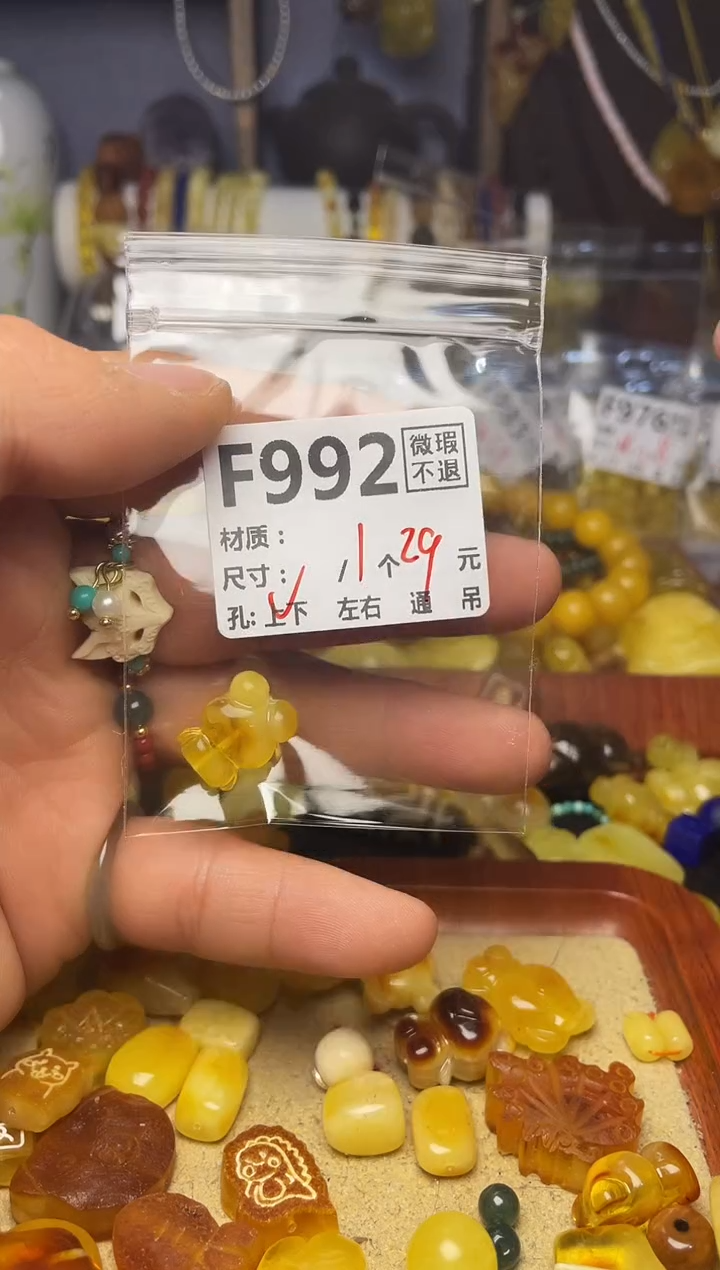 F992
微瑕
不退
材质：
尺寸： /1个29元
孔: 上下 左右 通 吊
F976